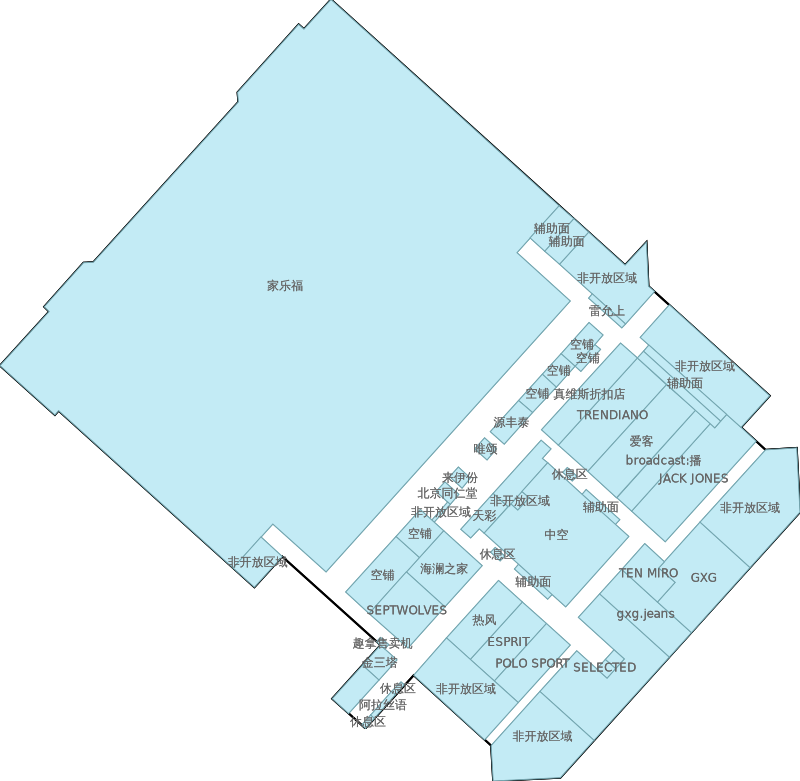 辅助面
辅助面
非开放区域
家乐福
雷允上
空铺
空铺
非开放区域
空铺
辅助面
空铺
真维斯折扣店
TRENDIANO
源丰泰
爱客
唯颂
broadcast:播
休息区
来伊份
JACK JONES
北京同仁堂
非开放区域
辅助面
非开放区域
非开放区域
天彩
空铺
中空
休息区
非开放区域
海澜之家
空铺
TEN MIRO
GXG
辅助面
SEPTWOLVES
gxg.jeans
热风
趣拿售卖机
ESPRIT
金三塔
POLO SPORT
SELECTED
休息区
非开放区域
阿拉丝语
休息区
非开放区域